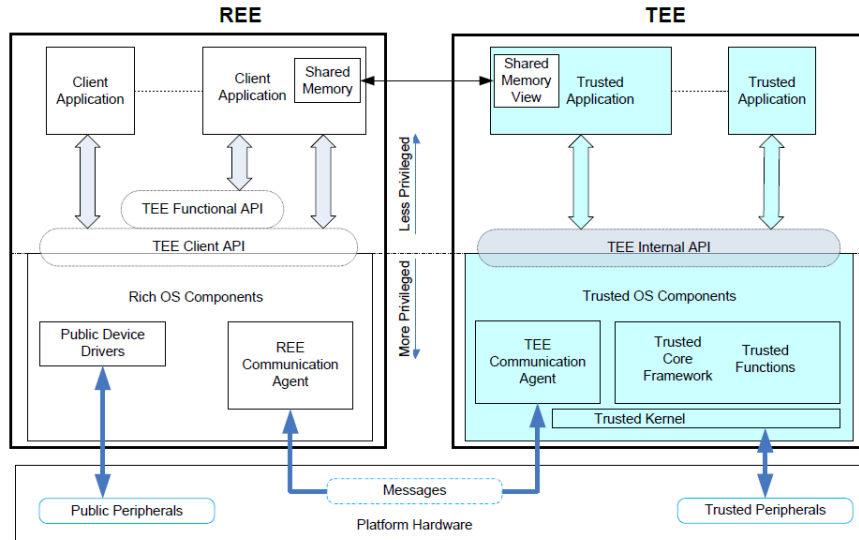 REE
TEE
Client
Application
Client
Application
Shared
Memory
Shared
Memory
View
Trusted
Application
Trusted
Application
Less Privileged
TEE Functional API
TEE Client API
TEE Internal API
More Privileged
Rich OS Components
Trusted OS Components
Public Device
Drivers
REE
Communication
Agent
TEE
Communication
Agent
Trusted
Core
Framework
Trusted
Functions
Trusted Kernel
Messages
Public Peripherals
Trusted Peripherals
Platform Hardware